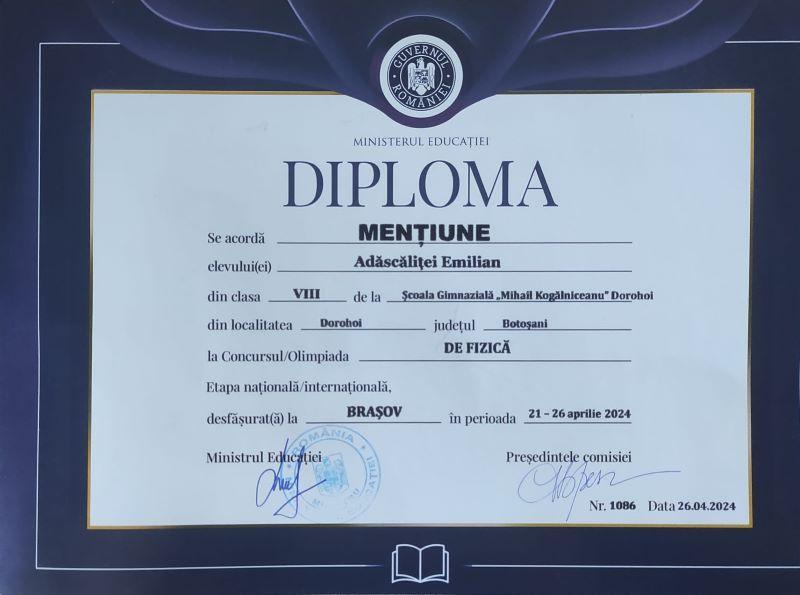 GUVERNUL ROMÂNIEI
MINISTERUL EDUCAȚIEI
DIPLOMA
Se acordă MENȚIUNE
elevului(ei) Adăscăliței Emilian
din clasa VIII de la Școala Gimnazială „Mihail Kogălniceanu” Dorohoi
din localitatea Dorohoi județul Botoșani
la Concursul/Olimpiada DE FIZICĂ
Etapa națională/internațională,
desfășurat(ă) la BRAȘOV în perioada 21 - 26 aprilie 2024
Ministrul Educației Președintele comisiei
ROMÂNIA
Nr. 1086 Data 26.04.2024